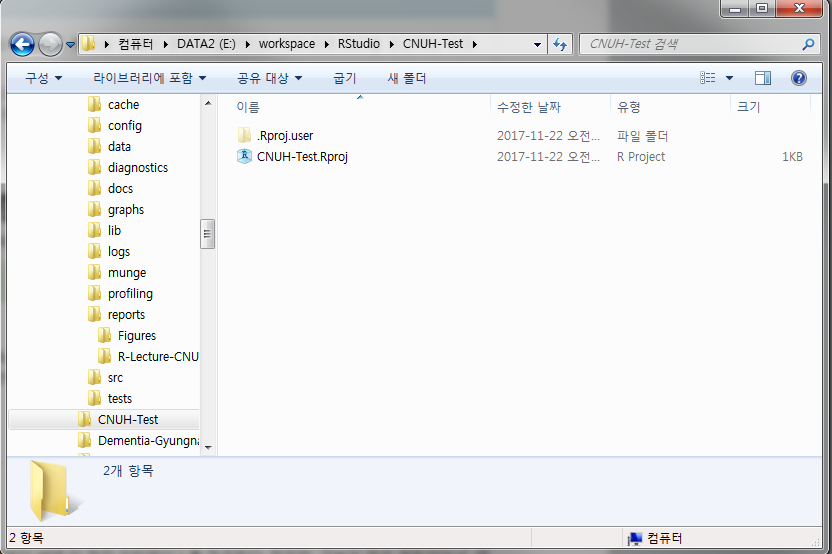 컴퓨터 DATA2 (E:) workspace RStudio CNUH-Test
CNUH-Test 검색
구성 라이브러리에 포함 공유 대상 굽기 새 폴더
cache
config
data
diagnostics
docs
graphs
lib
logs
munge
profiling
reports
Figures
R-Lecture-CNU
src
tests
CNUH-Test
Dementia-Gyungna
이름 수정한 날짜 유형 크기
.Rproj.user 2017-11-22 오전... 파일 폴더
CNUH-Test.Rproj 2017-11-22 오전... R Project 1KB
2개 항목
2 항목 컴퓨터